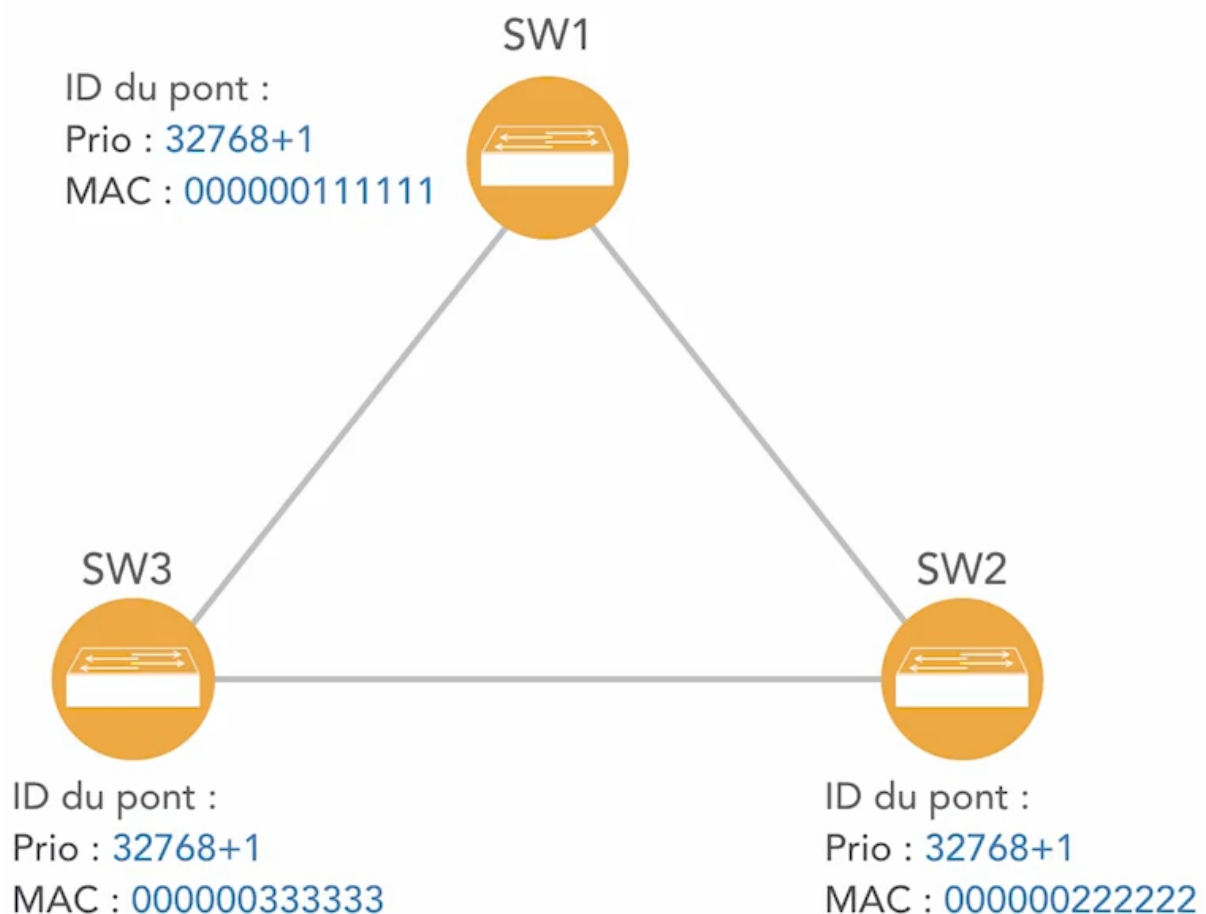 SW1
ID du pont :
Prio : 32768+1
MAC : 000000111111
SW3
SW2
ID du pont :
Prio : 32768+1
MAC : 000000333333
ID du pont :
Prio : 32768+1
MAC : 000000222222